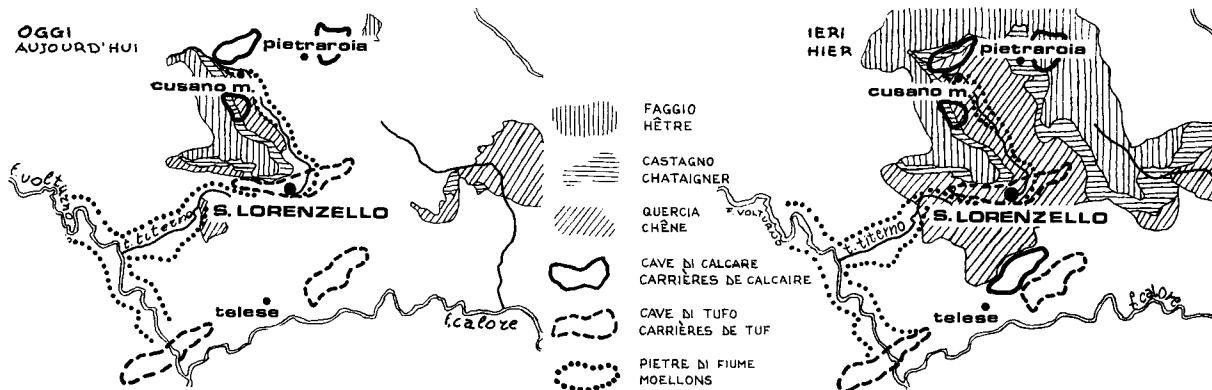 OGGI
AUJOURD'HUI
pietraroia
cusano m.
f. volturno
S. LORENZELLO
t. titerno
telese
f. calore
FAGGIO
HÊTRE
CASTAGNO
CHATAIGNER
QUERCIA
CHÊNE
CAVE DI CALCARE
CARRIÈRES DE CALCAIRE
CAVE DI TUFO
CARRIÈRES DE TUF
PIETRE DI FIUME
MOELLONS
IERI
HIER
pietraroia
cusano m.
F. VOLTURNO
S. LORENZELLO
t. titerno
telese
f. calore